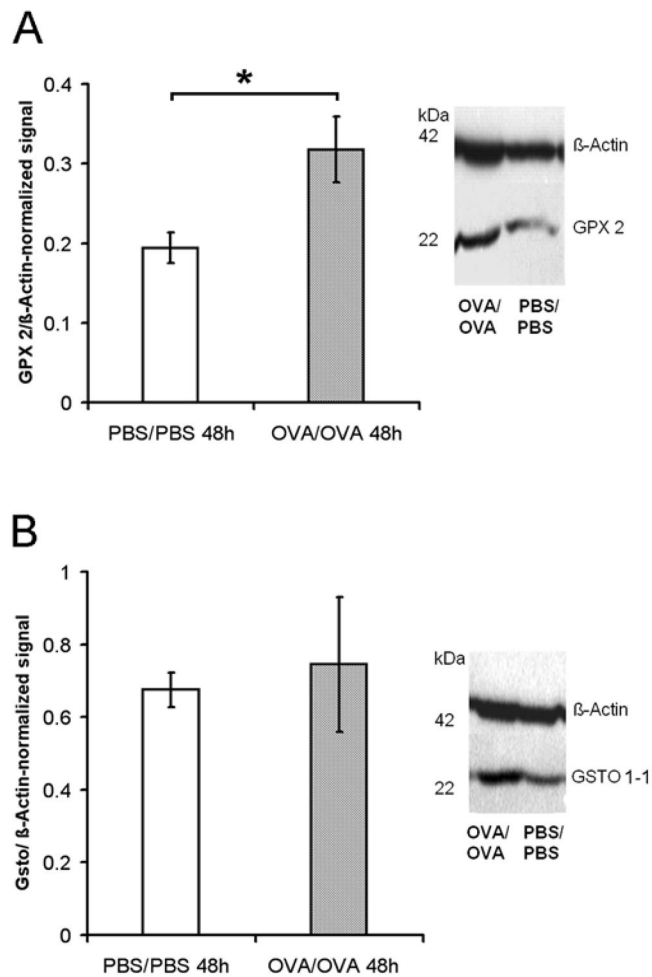 A
GPX 2/ß-Actin-normalized signal
0.4
0.3
0.2
0.1
0
*
PBS/PBS 48h
OVA/OVA 48h
kDa
42
22
ß-Actin
GPX 2
OVA/ PBS/
OVA PBS
B
Gsto/ ß-Actin-normalized signal
1
0.8
0.6
0.4
0.2
0
PBS/PBS 48h
OVA/OVA 48h
kDa
42
22
ß-Actin
GSTO 1-1
OVA/ PBS/
OVA PBS